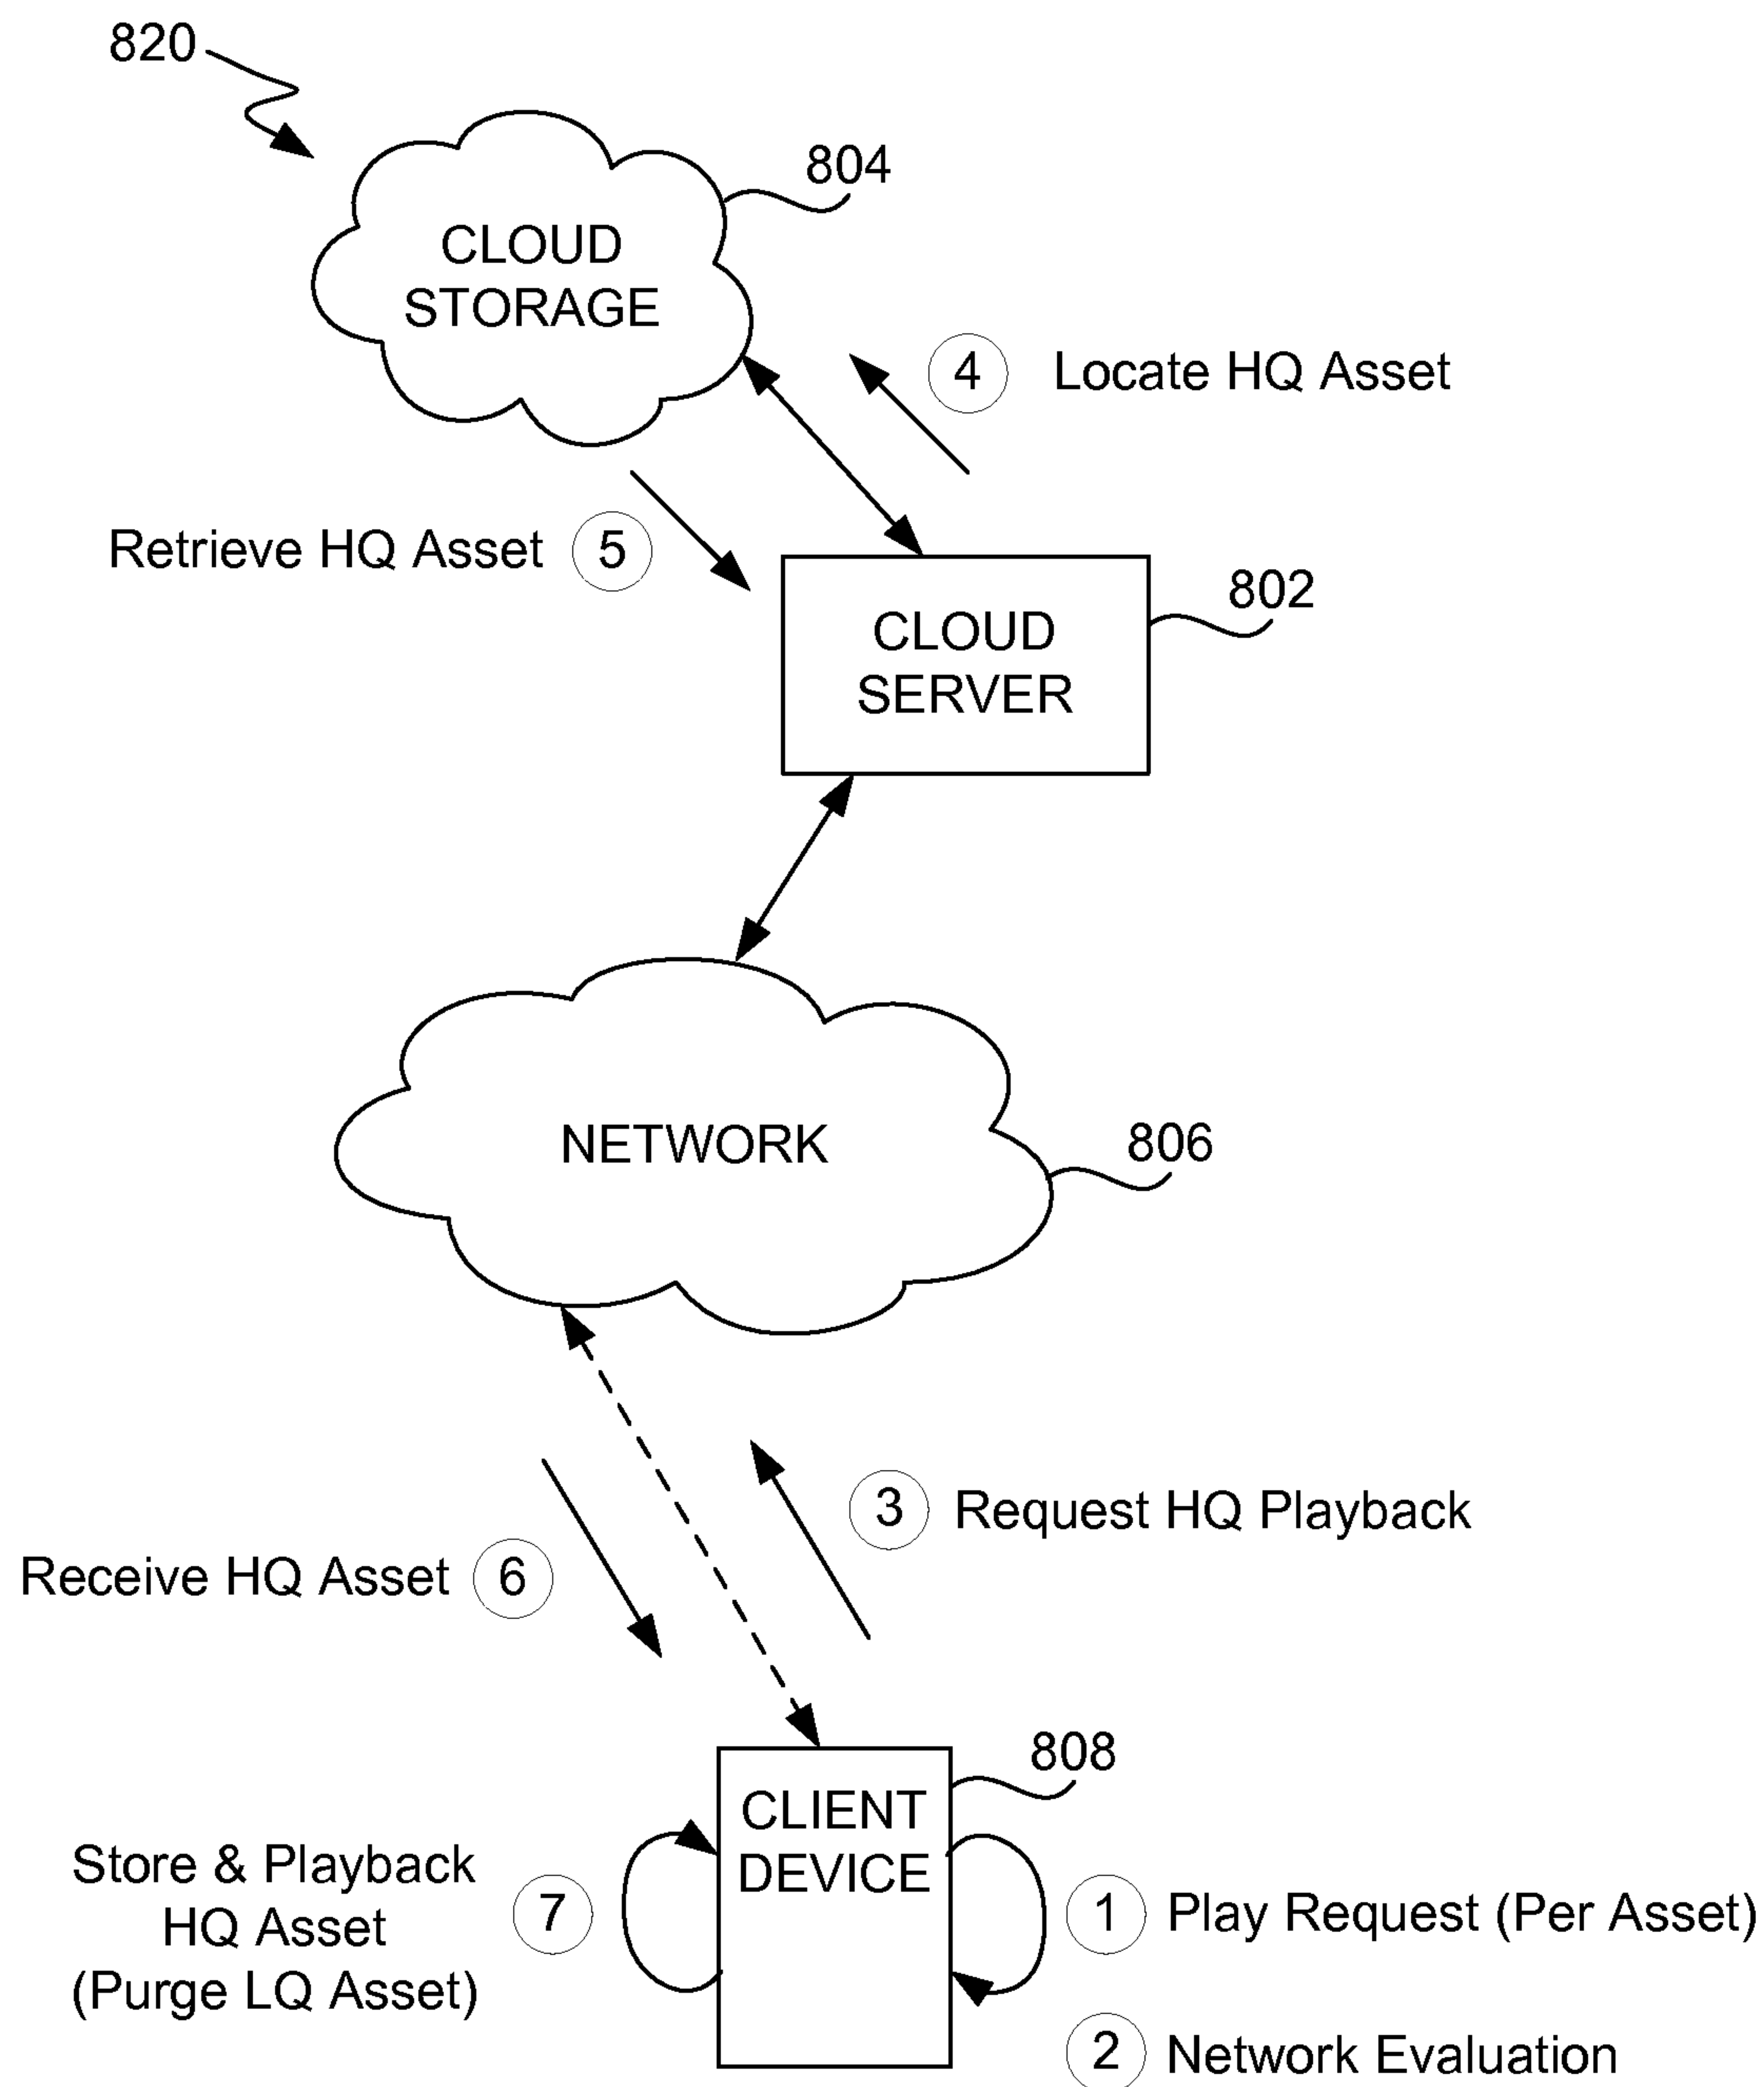 820
804
CLOUD
STORAGE
4 Locate HQ Asset
Retrieve HQ Asset 5
802
CLOUD
SERVER
NETWORK
806
3 Request HQ Playback
Receive HQ Asset 6
808
CLIENT
DEVICE
Store & Playback
HQ Asset
(Purge LQ Asset)
7
1 Play Request (Per Asset)
2 Network Evaluation